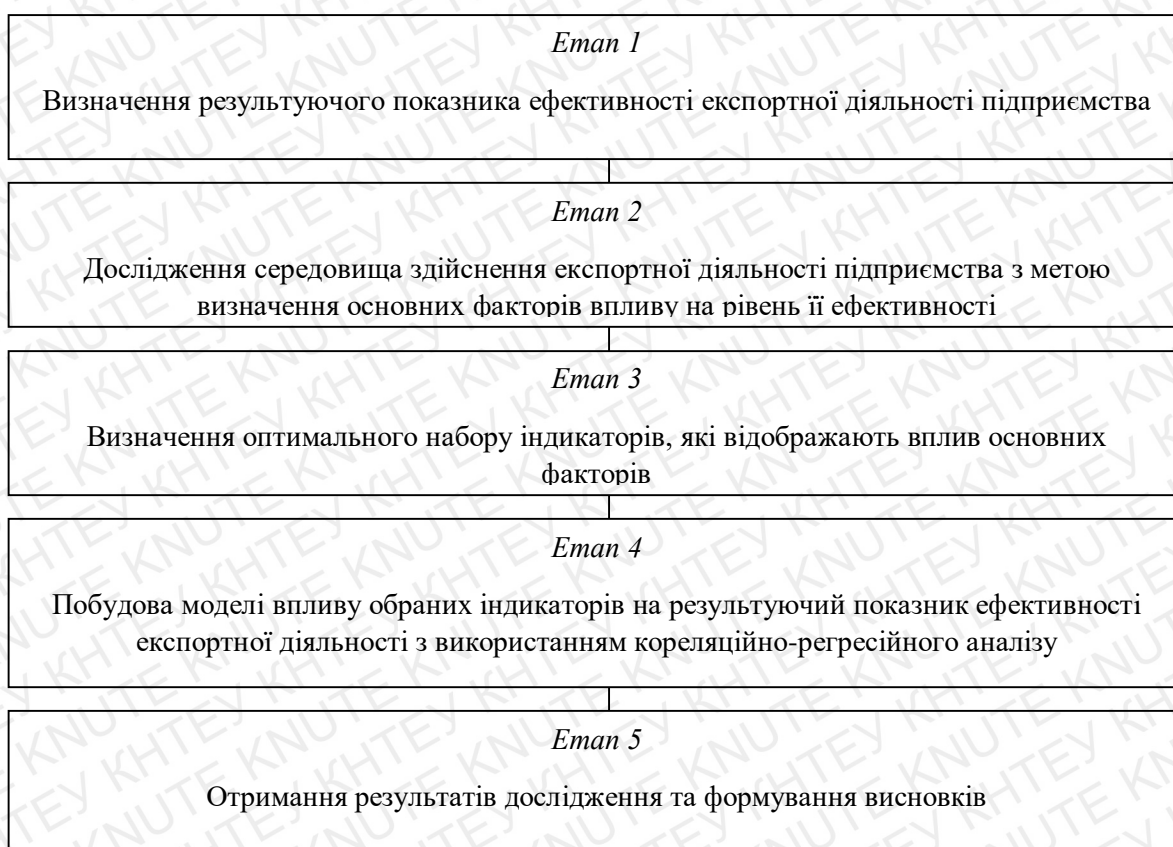 Етап 1
Визначення результуючого показника ефективності експортної діяльності підприємства
Етап 2
Дослідження середовища здійснення експортної діяльності підприємства з метою
визначення основних факторів впливу на рівень її ефективності
Етап 3
Визначення оптимального набору індикаторів, які відображають вплив основних
факторів
Етап 4
Побудова моделі впливу обраних індикаторів на результуючий показник ефективності
експортної діяльності з використанням кореляційно-регресійного аналізу
Етап 5
Отримання результатів дослідження та формування висновків